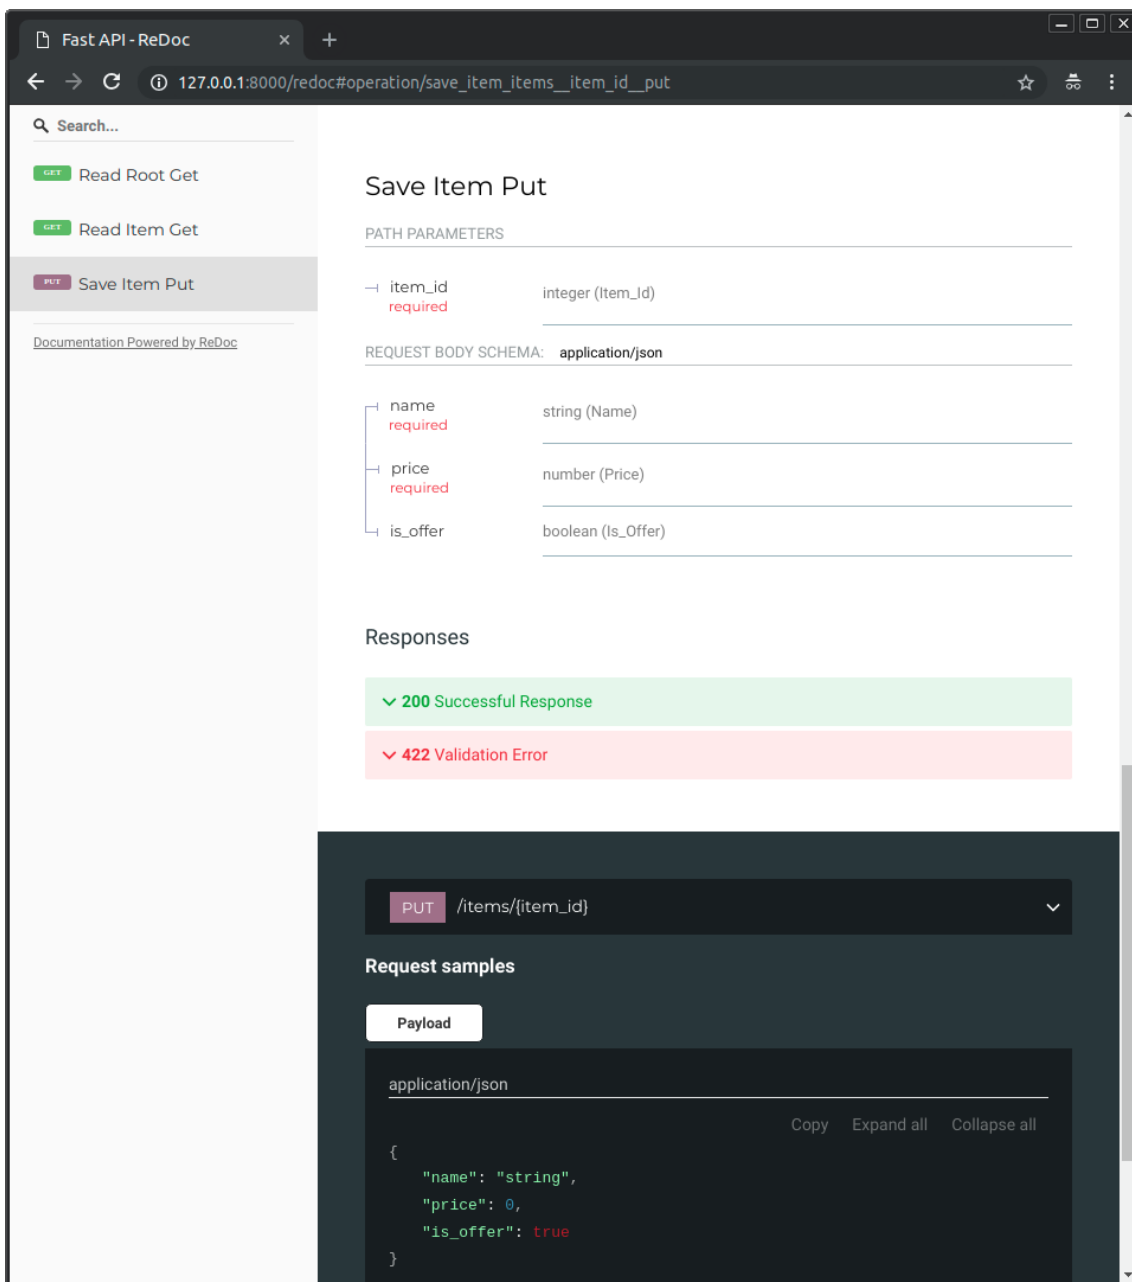 Fast API - ReDoc
127.0.0.1:8000/redoc#operation/save_item_items__item_id__put
Search...
GET Read Root Get
GET Read Item Get
PUT Save Item Put
Documentation Powered by ReDoc
Save Item Put
PATH PARAMETERS
item_id
required
integer (Item_Id)
REQUEST BODY SCHEMA: application/json
name
required
string (Name)
price
required
number (Price)
is_offer
boolean (Is_Offer)
Responses
200 Successful Response
422 Validation Error
PUT /items/{item_id}
Request samples
Payload
application/json
Copy Expand all Collapse all
{
"name": "string",
"price": 0,
"is_offer": true
}